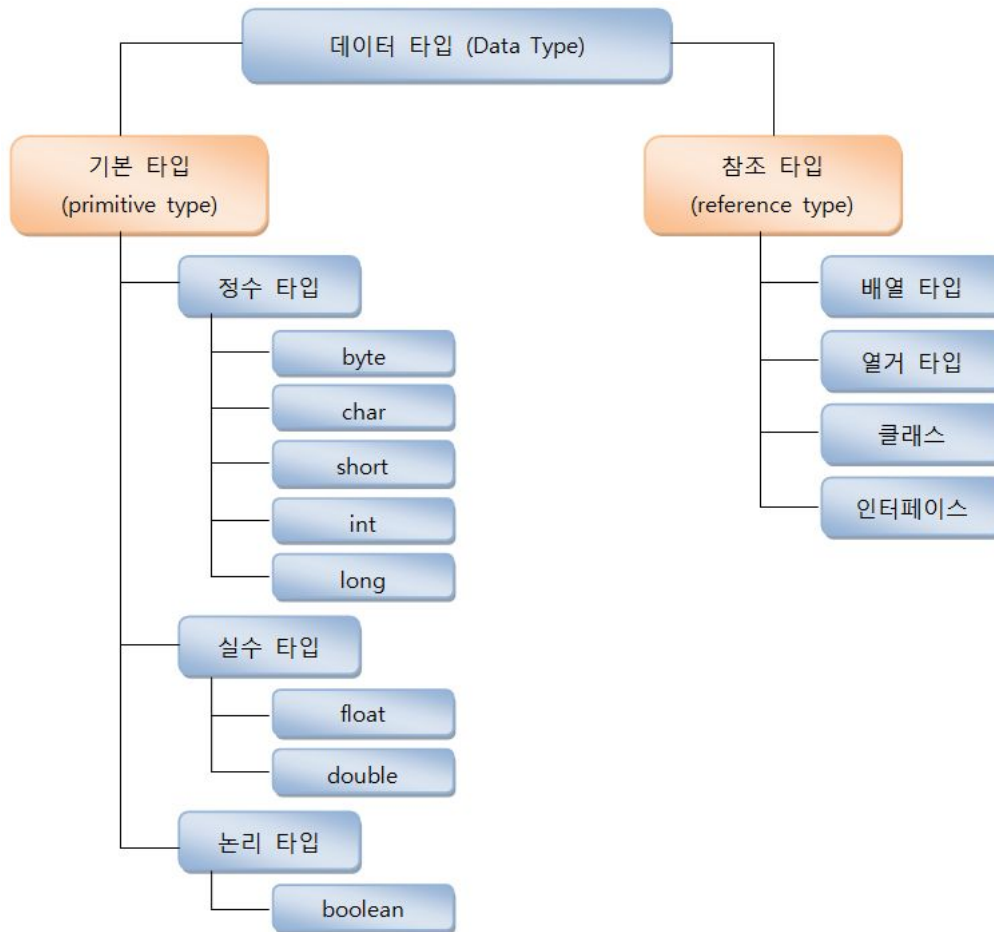 데이터 타입 (Data Type)
기본 타입
(primitive type)
정수 타입
byte
char
short
int
long
실수 타입
float
double
논리 타입
boolean
참조 타입
(reference type)
배열 타입
열거 타입
클래스
인터페이스